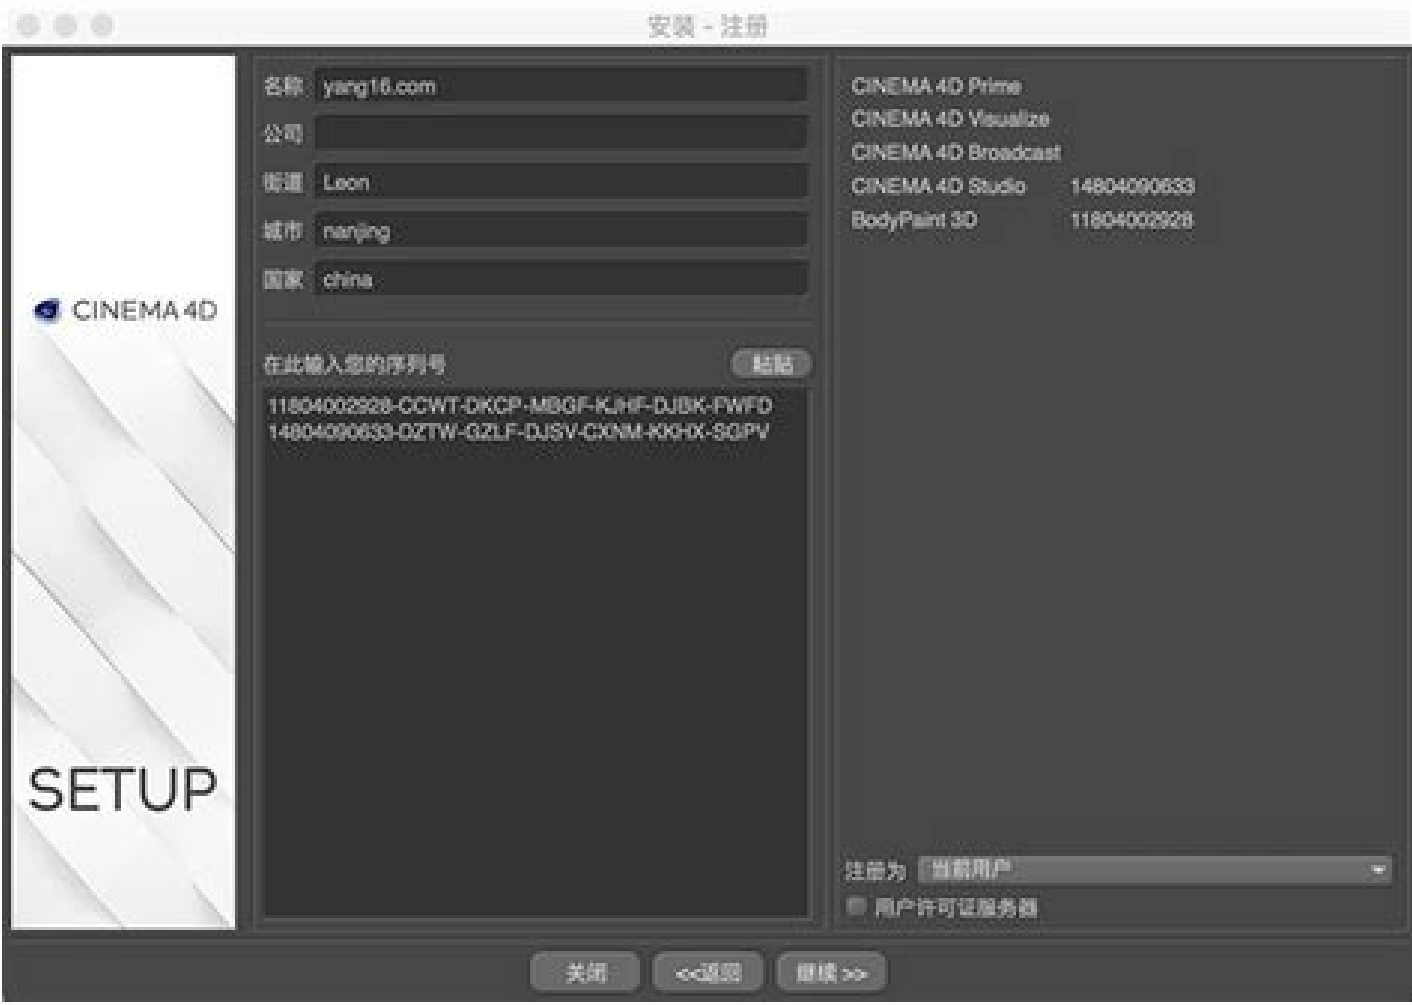 安装 - 注册
名称 yang16.com
公司
街道 Leon
城市 nanjing
国家 china
在此输入您的序列号 粘贴
11804002928-CCWT-DKCP-MBGF-KJHF-DJBK-FWFD
14804090633-DZTW-GZLF-DJSV-CXNM-KKHX-SGPV
CINEMA 4D
SETUP
CINEMA 4D Prime
CINEMA 4D Visualize
CINEMA 4D Broadcast
CINEMA 4D Studio 14804090633
BodyPaint 3D 11804002928
注册为 当前用户
用户许可证服务器
关闭 <<返回 继续 >>